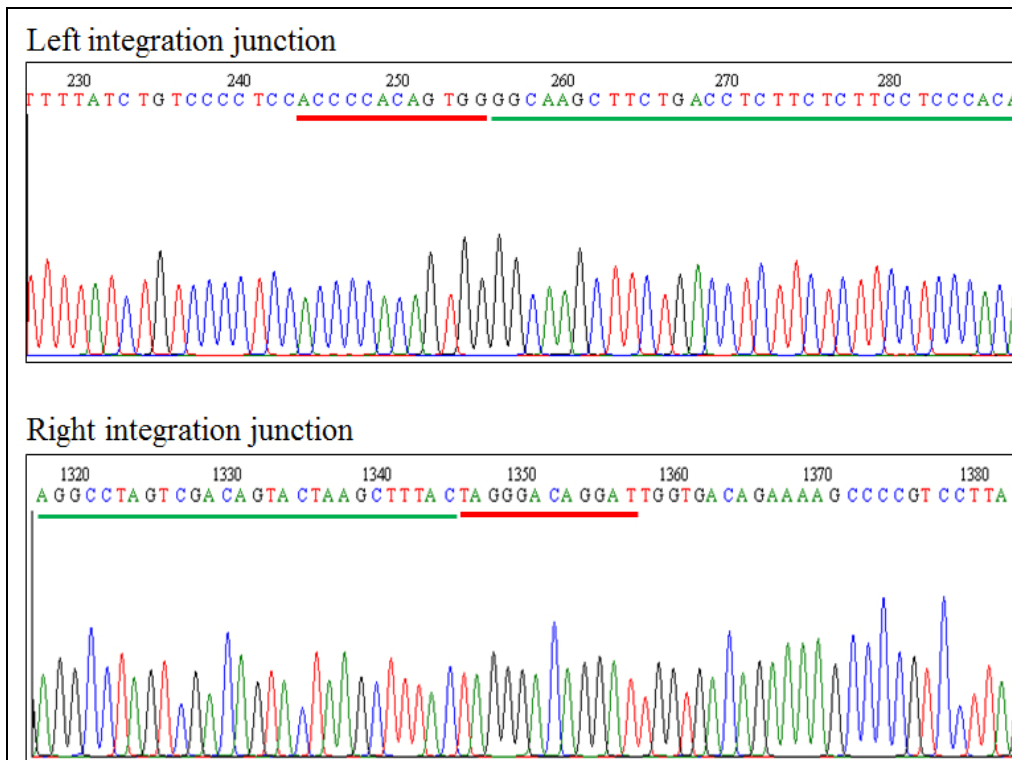 Left integration junction
230 240 250 260 270 280
TTTTATCTGTCCCCTCCACCCCACAGTGGGGCAAGCTTCTGACCTCTTCTCTTCCTCCCACA
Right integration junction
1320 1330 1340 1350 1360 1370 1380
AGGCCTAGTCGACAGTACTAAGCTTTACTAGGGACAGGATTGGTGACAGAAAAGCCCCGTCCTTA